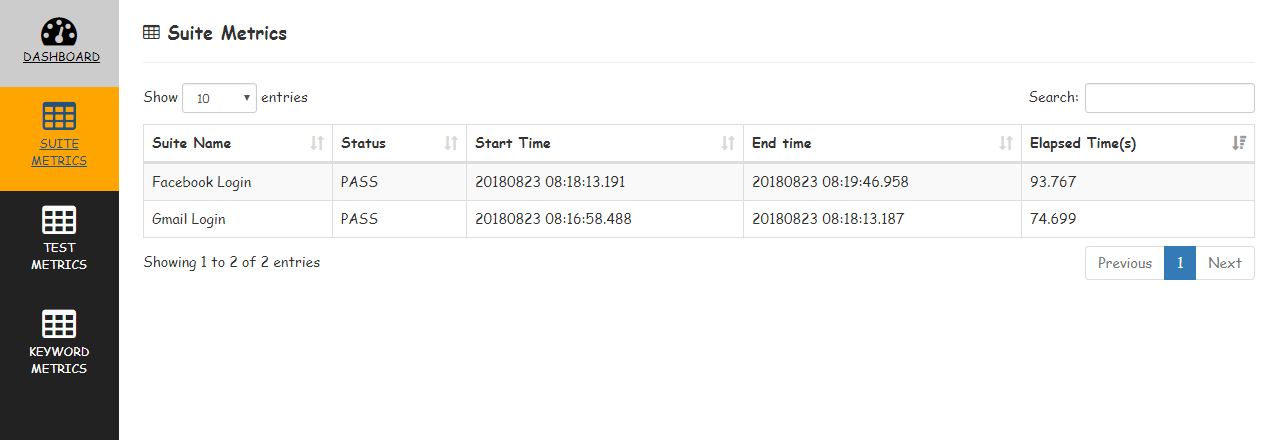 DASHBOARD
SUITE
METRICS
TEST
METRICS
KEYWORD
METRICS
Suite Metrics
Show 10 entries Search:
Suite Name Status Start Time End time Elapsed Time(s)
Facebook Login PASS 20180823 08:18:13.191 20180823 08:19:46.958 93.767
Gmail Login PASS 20180823 08:16:58.488 20180823 08:18:13.187 74.699
Showing 1 to 2 of 2 entries Previous 1 Next